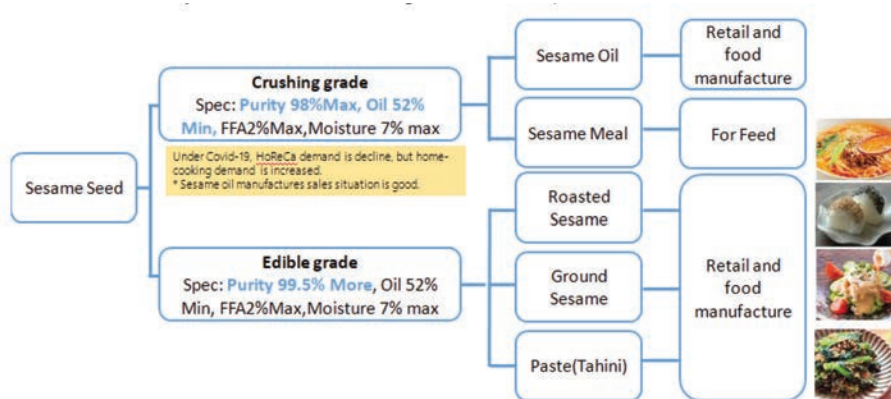 Sesame Seed
Crushing grade
Spec: Purity 98%Max, Oil 52%
Min, FFA2%Max,Moisture 7% max
Under Covid-19, HoReCa demand is decline, but home-
cooking demand is increased.
* Sesame oil manufactures sales situation is good.
Edible grade
Spec: Purity 99.5% More, Oil 52%
Min, FFA2%Max,Moisture 7% max
Sesame Oil
Sesame Meal
Roasted
Sesame
Ground
Sesame
Paste(Tahini)
Retail and
food
manufacture
For Feed
Retail and
food
manufacture